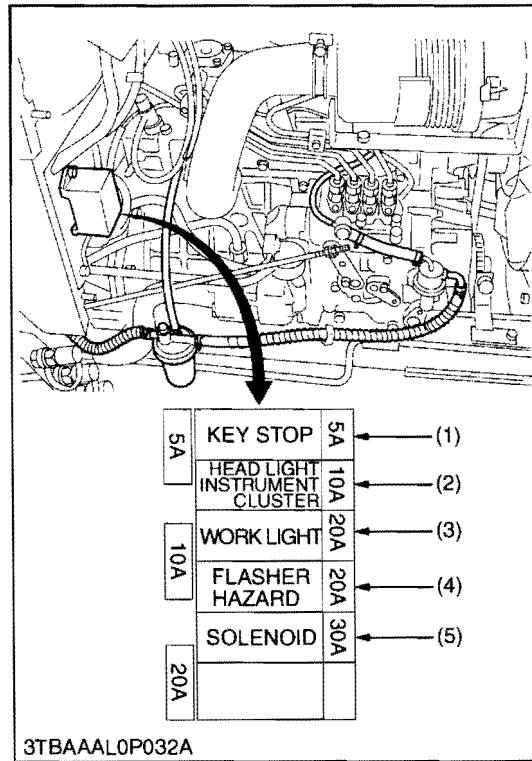 5A
KEY STOP
5A
(1)
HEAD LIGHT
INSTRUMENT
CLUSTER
10A
(2)
10A
WORK LIGHT
20A
(3)
FLASHER
HAZARD
20A
(4)
SOLENOID
30A
(5)
20A
3TBAAAL0P032A